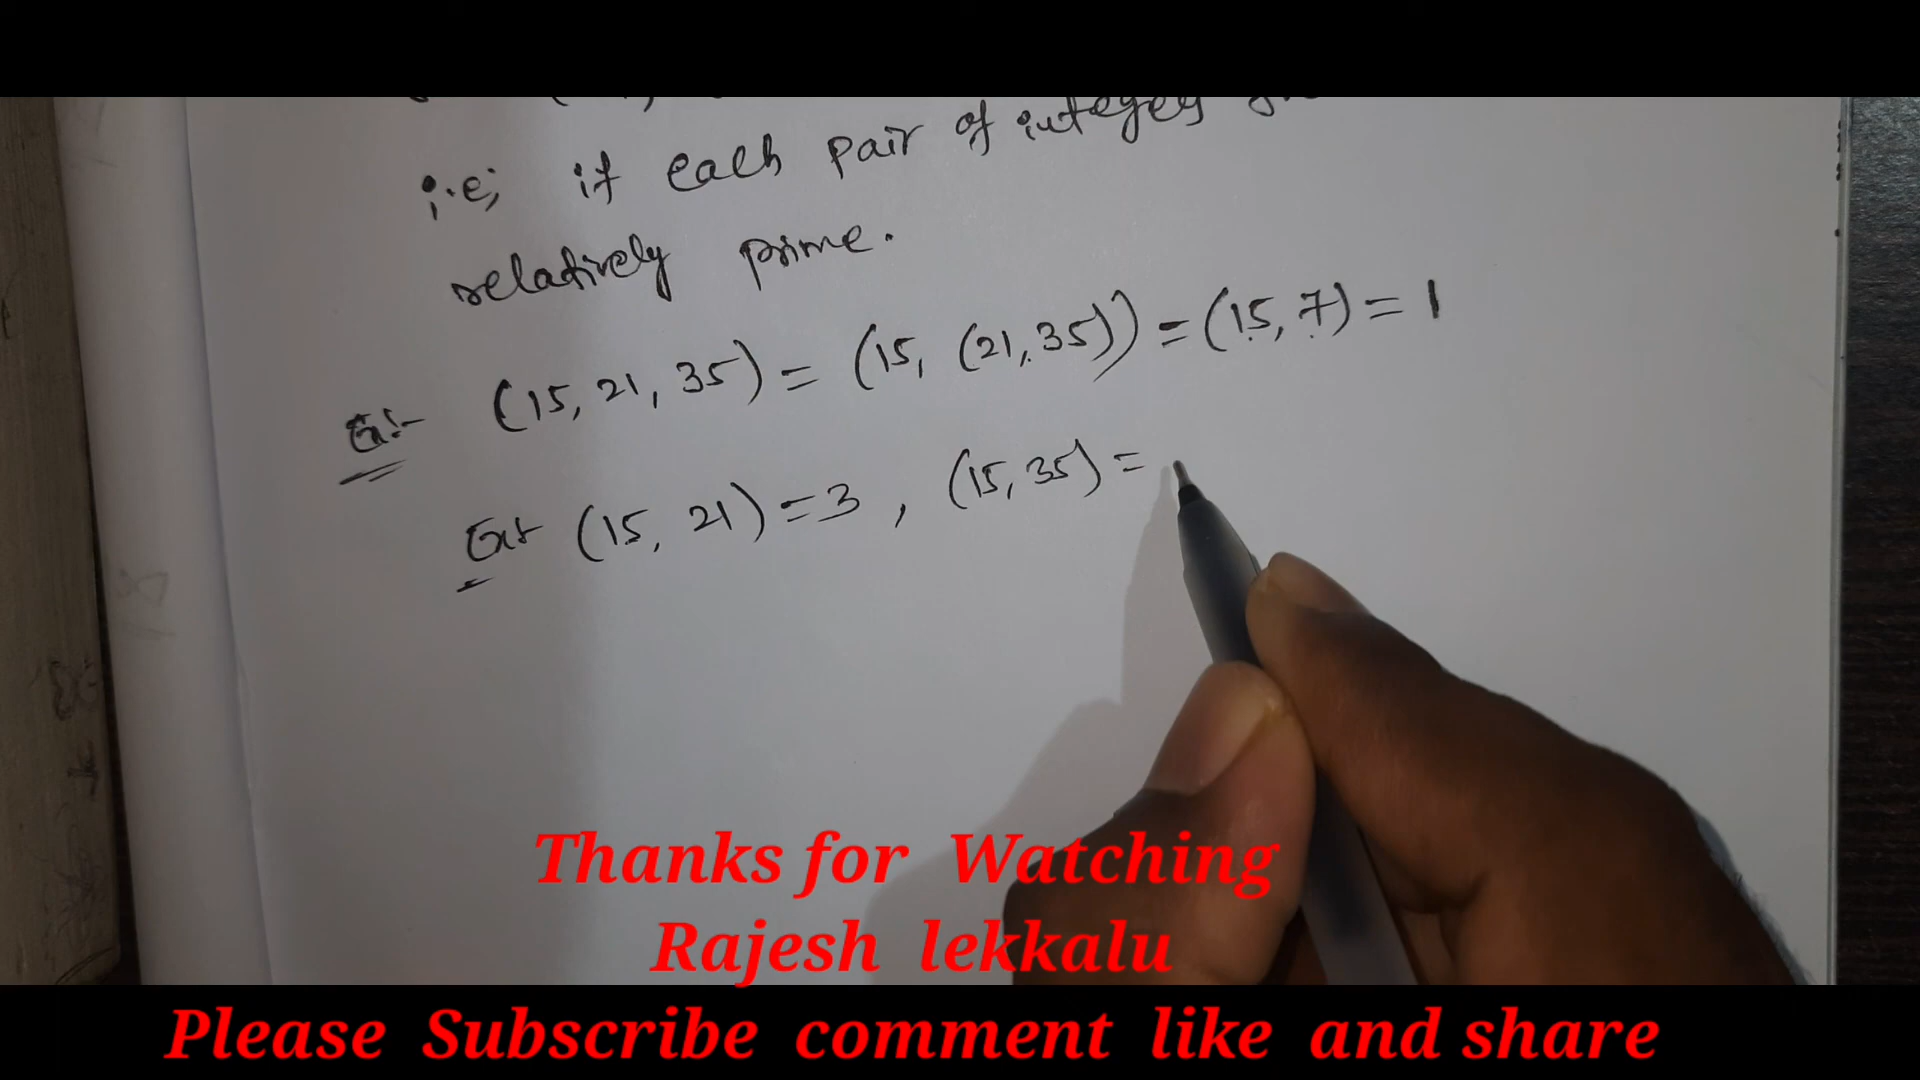 i.e; if each pair of integers
relatively prime.
Ex:- (15, 21, 35) = (15, (21, 35)) = (15, 7) = 1
(15, 21) = 3 , (15, 35) =
Thanks for Watching
Rajesh lekkalu
Please Subscribe comment like and share